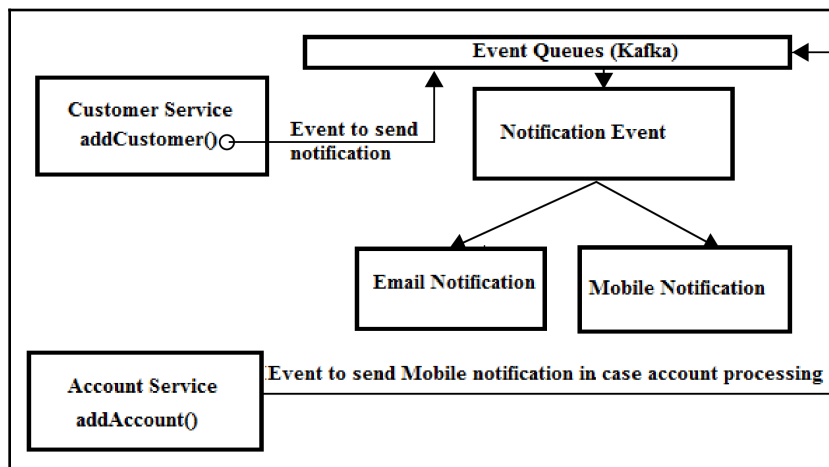 Event Queues (Kafka)
Customer Service
addCustomer()
Event to send
notification
Notification Event
Email Notification
Mobile Notification
Event to send Mobile notification in case account processing
Account Service
addAccount()